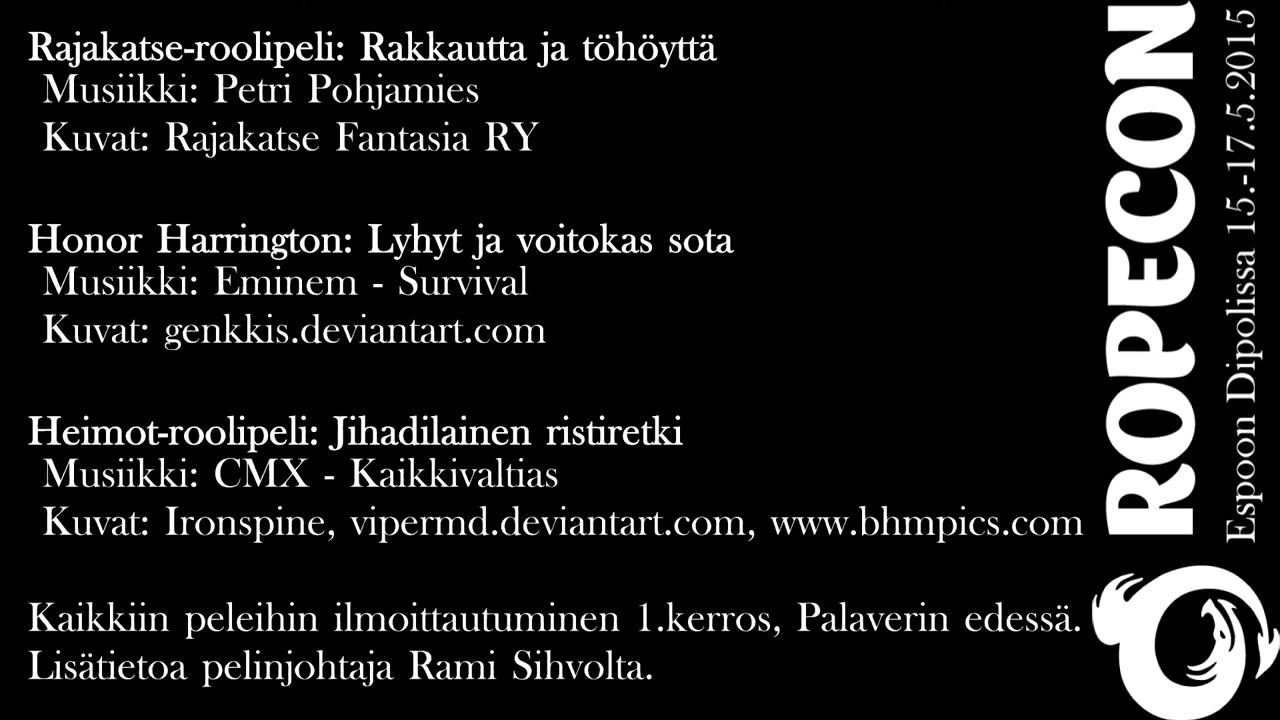 Rajakatse-roolipeli: Rakkautta ja töhöyttä
Musiikki: Petri Pohjamies
Kuvat: Rajakatse Fantasia RY
Honor Harrington: Lyhyt ja voitokas sota
Musiikki: Eminem - Survival
Kuvat: genkkis.deviantart.com
Heimot-roolipeli: Jihadilainen ristiretki
Musiikki: CMX - Kaikkivaltias
Kuvat: Ironspine, vipermd.deviantart.com, www.bhmpics.com
Kaikkiin peleihin ilmoittautuminen 1.kerros, Palaverin edessä.
Lisätietoa pelinjohtaja Rami Sihvolta.
ROPECON
Espoon Dipolissa 15.-17.5.2015